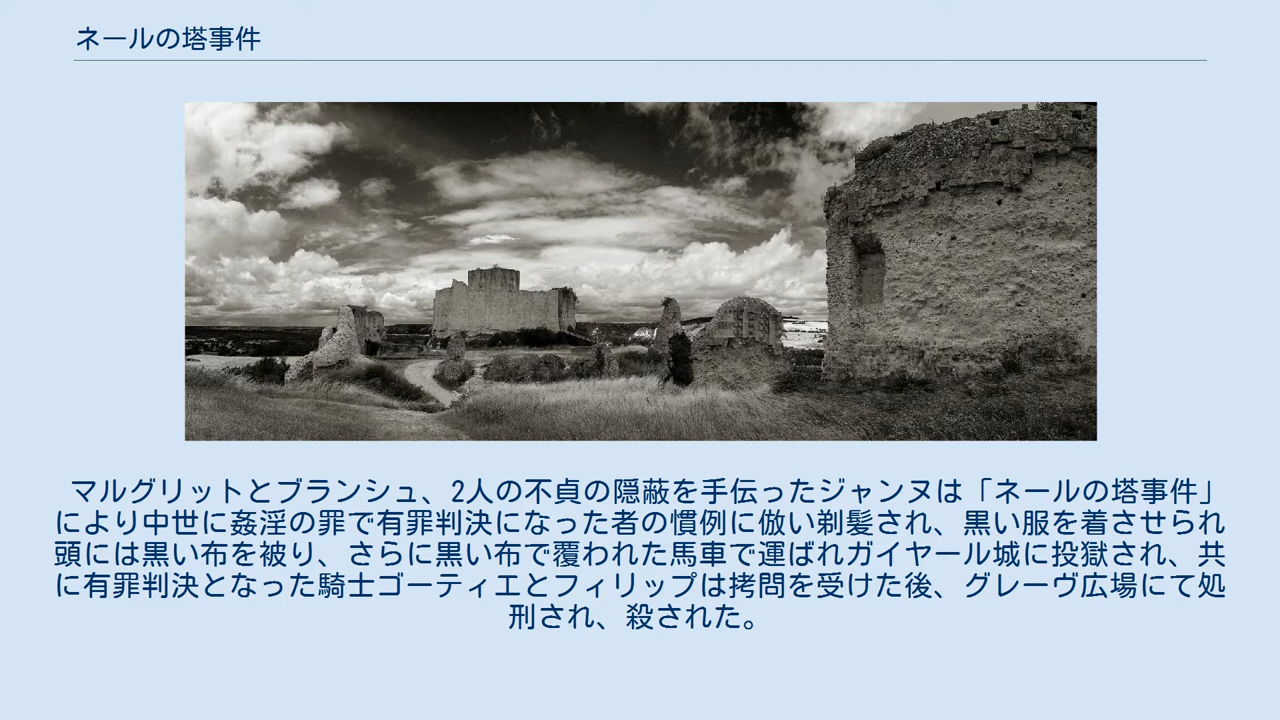 ネールの塔事件
マルグリットとブランシュ、2人の不貞の隠蔽を手伝ったジャンヌは「ネールの塔事件」
により中世に姦淫の罪で有罪判決になった者の慣例に倣い剃髪され、黒い服を着させられ
頭には黒い布を被り、さらに黒い布で覆われた馬車で運ばれガイヤール城に投獄され、共
に有罪判決となった騎士ゴーティエとフィリップは拷問を受けた後、グレーヴ広場にて処
刑され、殺された。